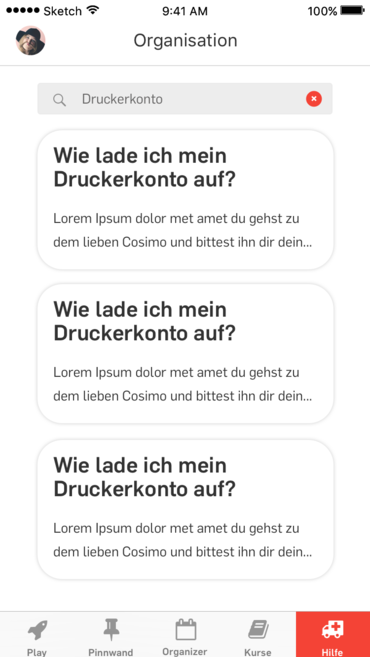 Sketch 9:41 AM 100%
Organisation
Druckerkonto
Wie lade ich mein
Druckerkonto auf?
Lorem Ipsum dolor met amet du gehst zu
dem lieben Cosimo und bittest ihn dir dein...
Wie lade ich mein
Druckerkonto auf?
Lorem Ipsum dolor met amet du gehst zu
dem lieben Cosimo und bittest ihn dir dein...
Wie lade ich mein
Druckerkonto auf?
Lorem Ipsum dolor met amet du gehst zu
dem lieben Cosimo und bittest ihn dir dein...
Play Pinnwand Organizer Kurse Hilfe